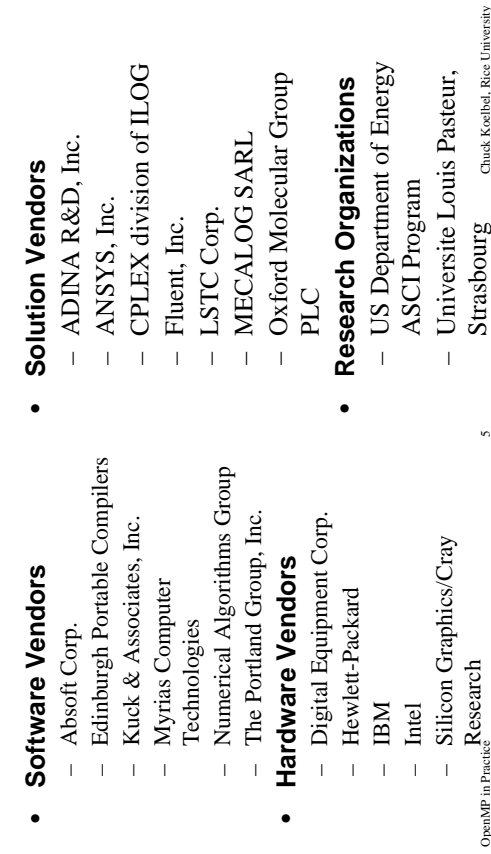 • Software Vendors
– Absoft Corp.
– Edinburgh Portable Compilers
– Kuck & Associates, Inc.
– Myrias Computer
Technologies
– Numerical Algorithms Group
– The Portland Group, Inc.
• Hardware Vendors
– Digital Equipment Corp.
– Hewlett-Packard
– IBM
– Intel
– Silicon Graphics/Cray
Research
• Solution Vendors
– ADINA R&D, Inc.
– ANSYS, Inc.
– CPLEX division of ILOG
– Fluent, Inc.
– LSTC Corp.
– MECALOG SARL
– Oxford Molecular Group
PLC
• Research Organizations
– US Department of Energy
ASCI Program
– Universite Louis Pasteur,
Strasbourg
OpenMP in Practice
5
Chuck Koelbel, Rice University